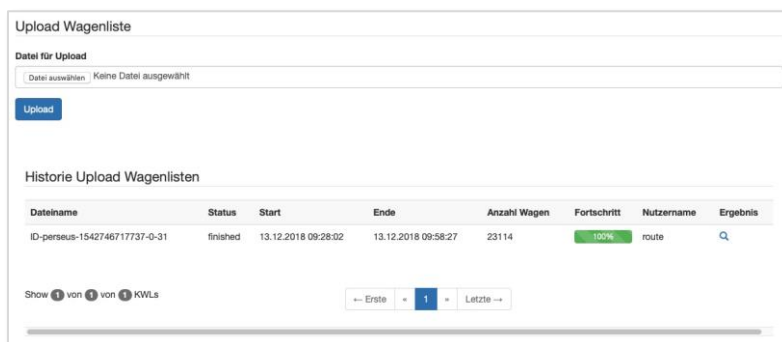 Upload Wagenliste
Datei für Upload
Datei auswählen Keine Datei ausgewählt
Upload
Historie Upload Wagenlisten
Dateiname Status Start Ende Anzahl Wagen Fortschritt Nutzername Ergebnis
ID-perseus-1542746717737-0-31 finished 13.12.2018 09:28:02 13.12.2018 09:58:27 23114 100% route
Show 1 von 1 von 1 KWLs ← Erste « 1 » Letzte →